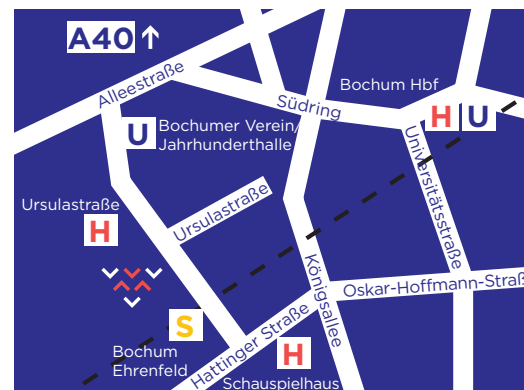 A40 ↑
Alleestraße
Bochum Hbf
Südring
H U
U Bochumer Verein/
Jahrhunderthalle
Universitätsstraße
Ursulastraße
H
Ursulastraße
Königsallee
Oskar-Hoffmann-Straß
S
Bochum
Ehrenfeld
Hattinger Straße
H
Schauspielhaus